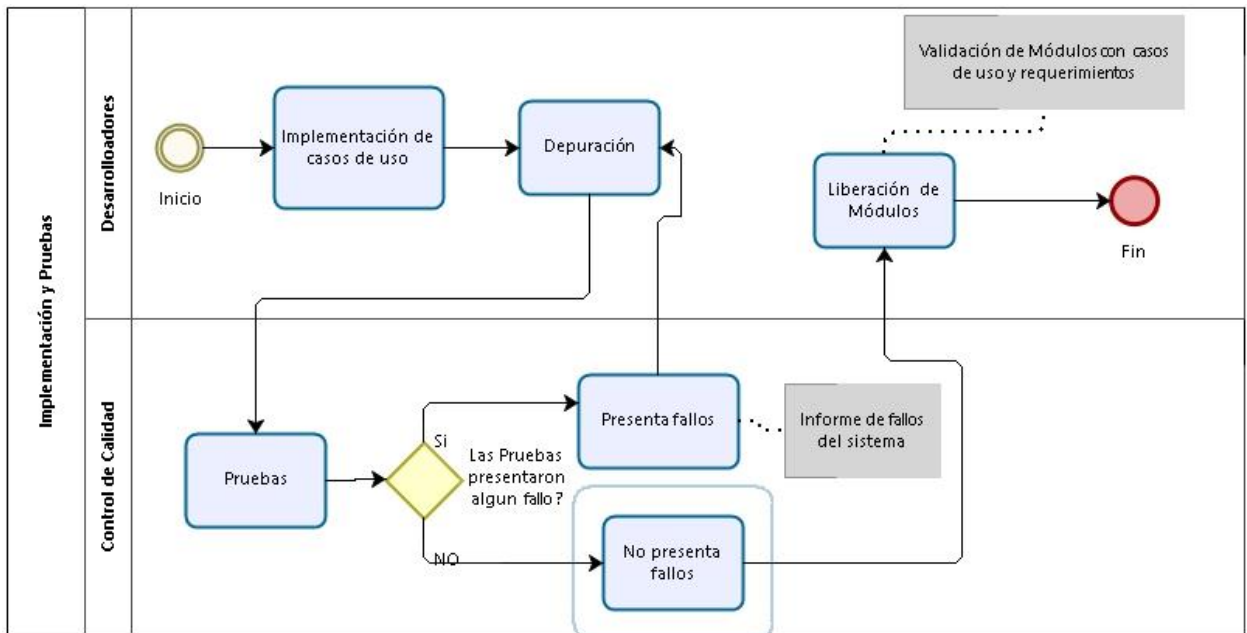 Implementación y Pruebas
Desarrolloadores
Inicio
Implementación de
casos de uso
Depuración
Validación de Módulos con casos
de uso y requerimientos
Liberación de
Módulos
Fin
Control de Calidad
Pruebas
Si
Las Pruebas
presentaron
algun fallo?
NO
Presenta fallos
Informe de fallos
del sistema
No presenta
fallos